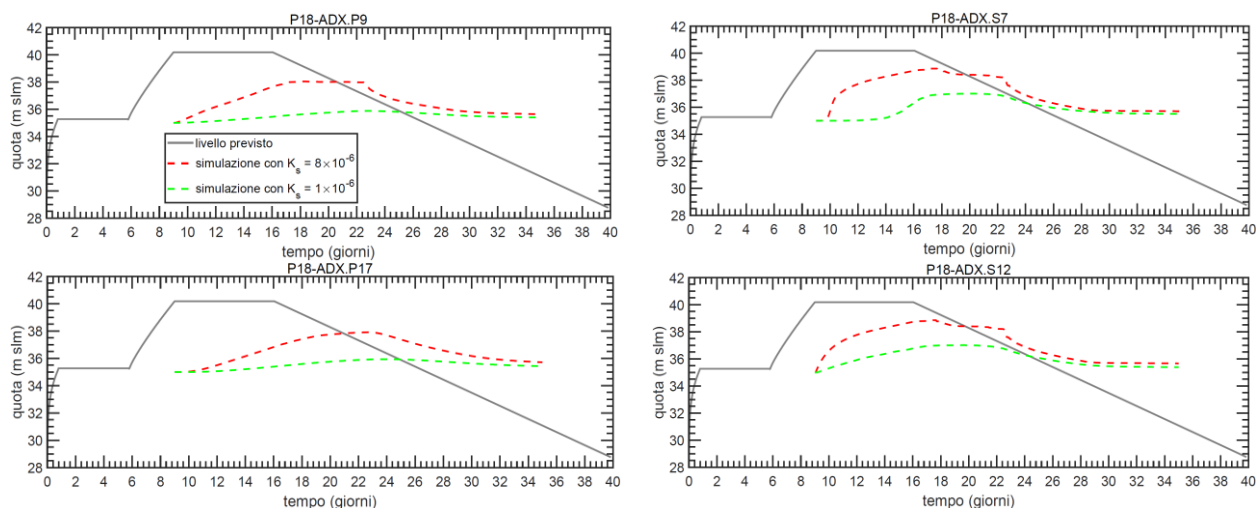 P18-ADX.P9
42
40
38
36
34
32
30
28
quota (m slm)
livello previsto
simulazione con K_s = 8×10^-6
simulazione con K_s = 1×10^-6
0 2 4 6 8 10 12 14 16 18 20 22 24 26 28 30 32 34 36 38 40
tempo (giorni)
P18-ADX.S7
42
40
38
36
34
32
30
28
quota (m slm)
0 2 4 6 8 10 12 14 16 18 20 22 24 26 28 30 32 34 36 38 40
tempo (giorni)
P18-ADX.P17
42
40
38
36
34
32
30
28
quota (m slm)
0 2 4 6 8 10 12 14 16 18 20 22 24 26 28 30 32 34 36 38 40
tempo (giorni)
P18-ADX.S12
42
40
38
36
34
32
30
28
quota (m slm)
0 2 4 6 8 10 12 14 16 18 20 22 24 26 28 30 32 34 36 38 40
tempo (giorni)